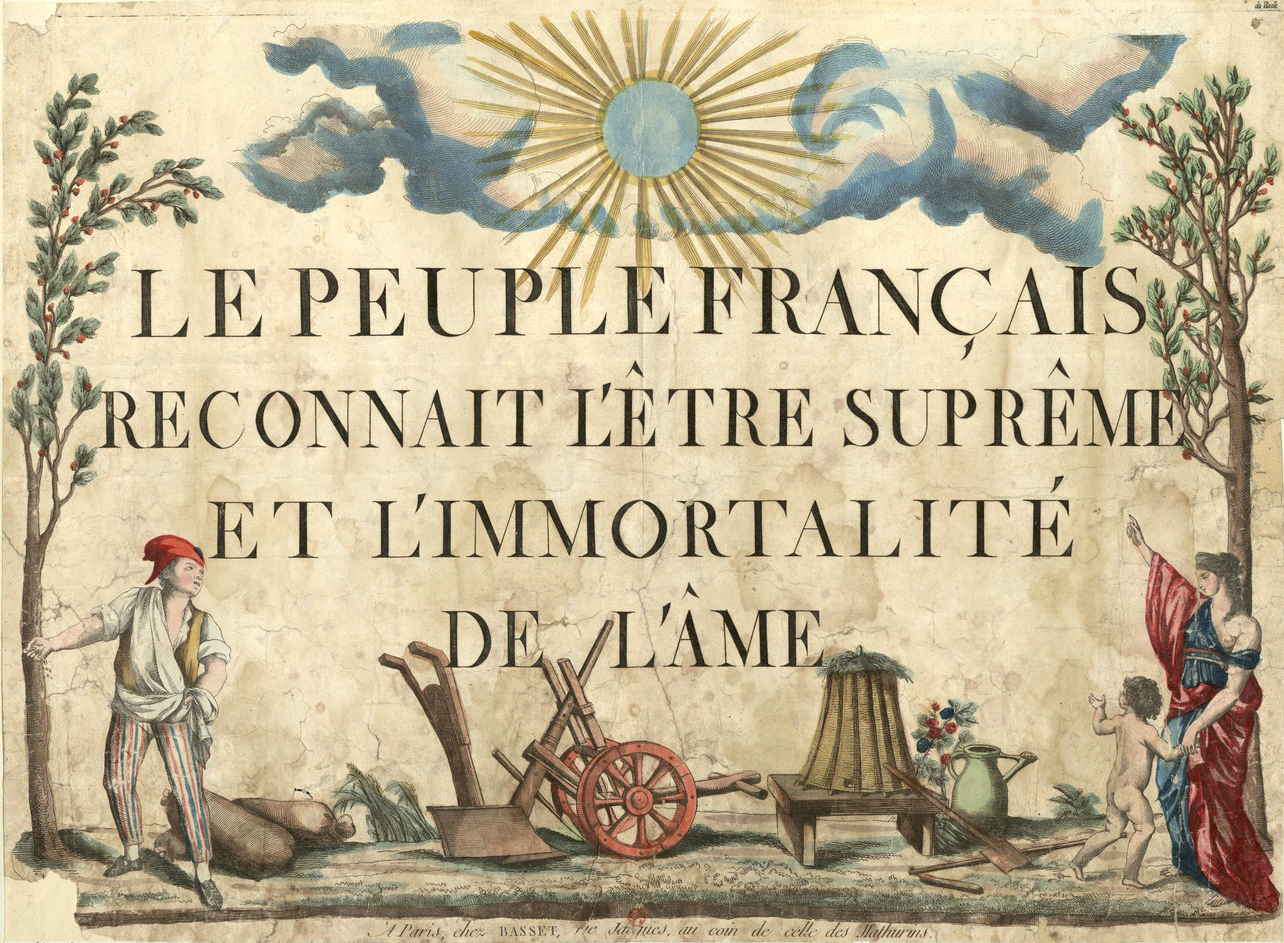 LE PEUPLE FRANÇAIS
RECONNAIT L'ÊTRE SUPRÊME
ET L'IMMORTALITÉ
DE L'ÂME
A Paris, chez BASSET, rue Jacques, au coin de celle des Mathurins.